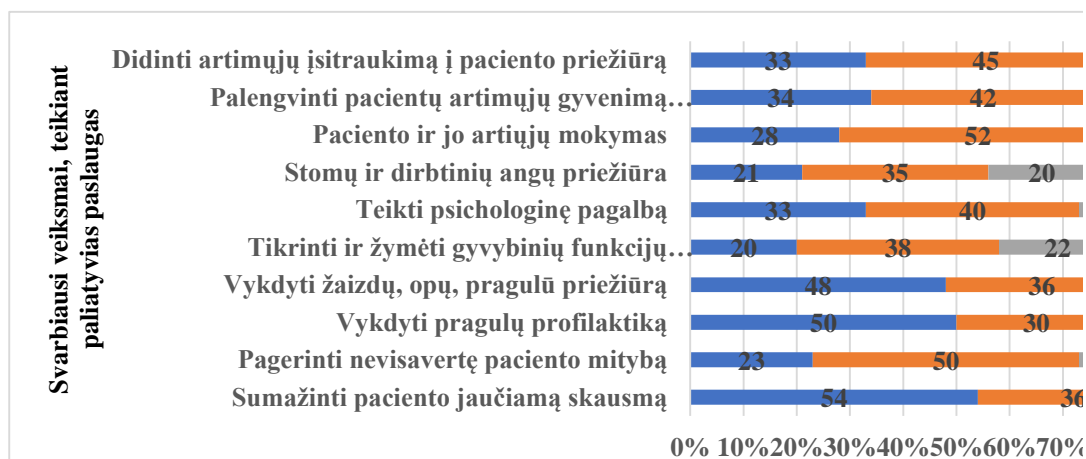 Svarbiausi veiksmai, teikiant
paliatyvias paslaugas
Didinti artimųjų įsitraukimą į paciento priežiūrą 33 45
Palengvinti pacientų artimųjų gyvenimą… 34 42
Paciento ir jo artiųjų mokymas 28 52
Stomų ir dirbtinių angų priežiūra 21 35 20
Teikti psichologinę pagalbą 33 40
Tikrinti ir žymėti gyvybinių funkcijų… 20 38 22
Vykdyti žaizdų, opų, pragulū priežiūrą 48 36
Vykdyti pragulų profilaktiką 50 30
Pagerinti nevisavertę paciento mitybą 23 50
Sumažinti paciento jaučiamą skausmą 54 36
0% 10%20%30%40%50%60%70%